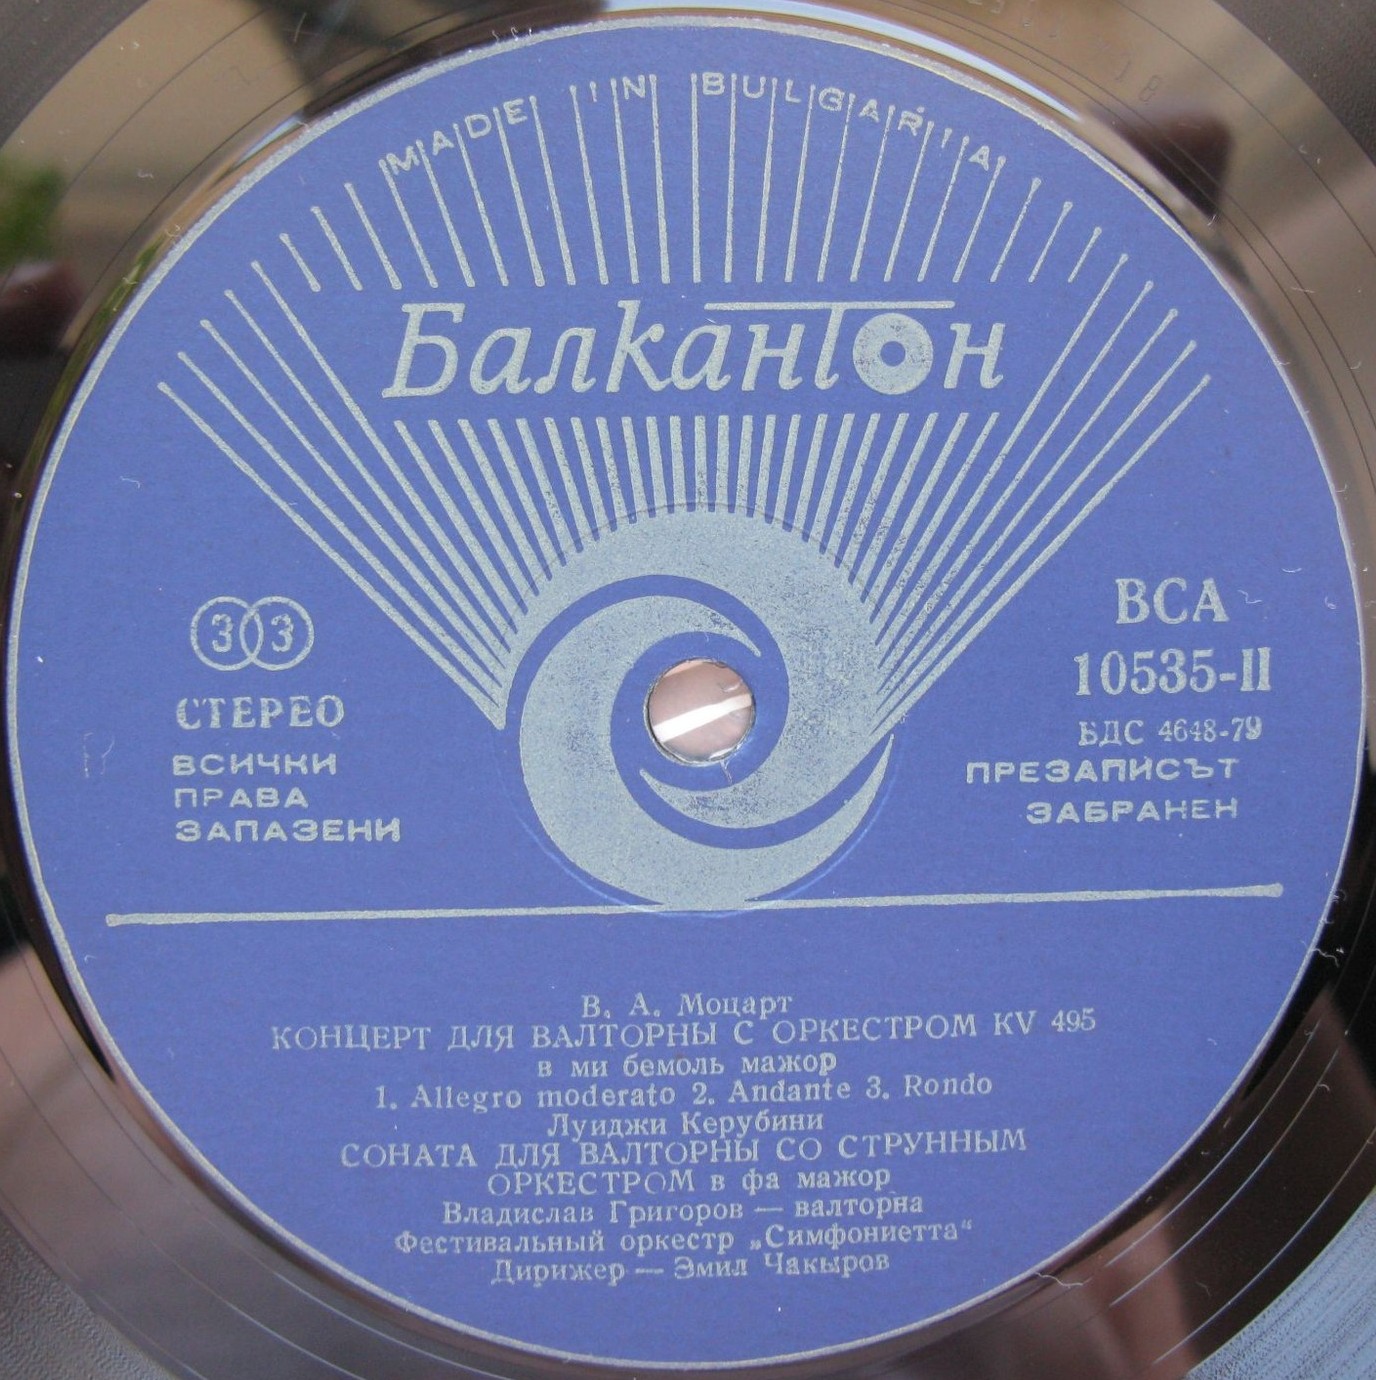 MADE IN BULGARIA
Балкантон
33
СТЕРЕО
ВСИЧКИ
ПРАВА
ЗАПАЗЕНИ
ВСА
10535-II
БДС 4648-79
ПРЕЗАПИСЪТ
ЗАБРАНЕН
В. А. Моцарт
КОНЦЕРТ ДЛЯ ВАЛТОРНЫ С ОРКЕСТРОМ KV 495
в ми бемоль мажор
1. Allegro moderato 2. Andante 3. Rondo
Луиджи Керубини
СОНАТА ДЛЯ ВАЛТОРНЫ СО СТРУННЫМ
ОРКЕСТРОМ в фа мажор
Владислав Григоров — валторна
Фестивальный оркестр „Симфониетта“
Дирижер — Эмил Чакыров